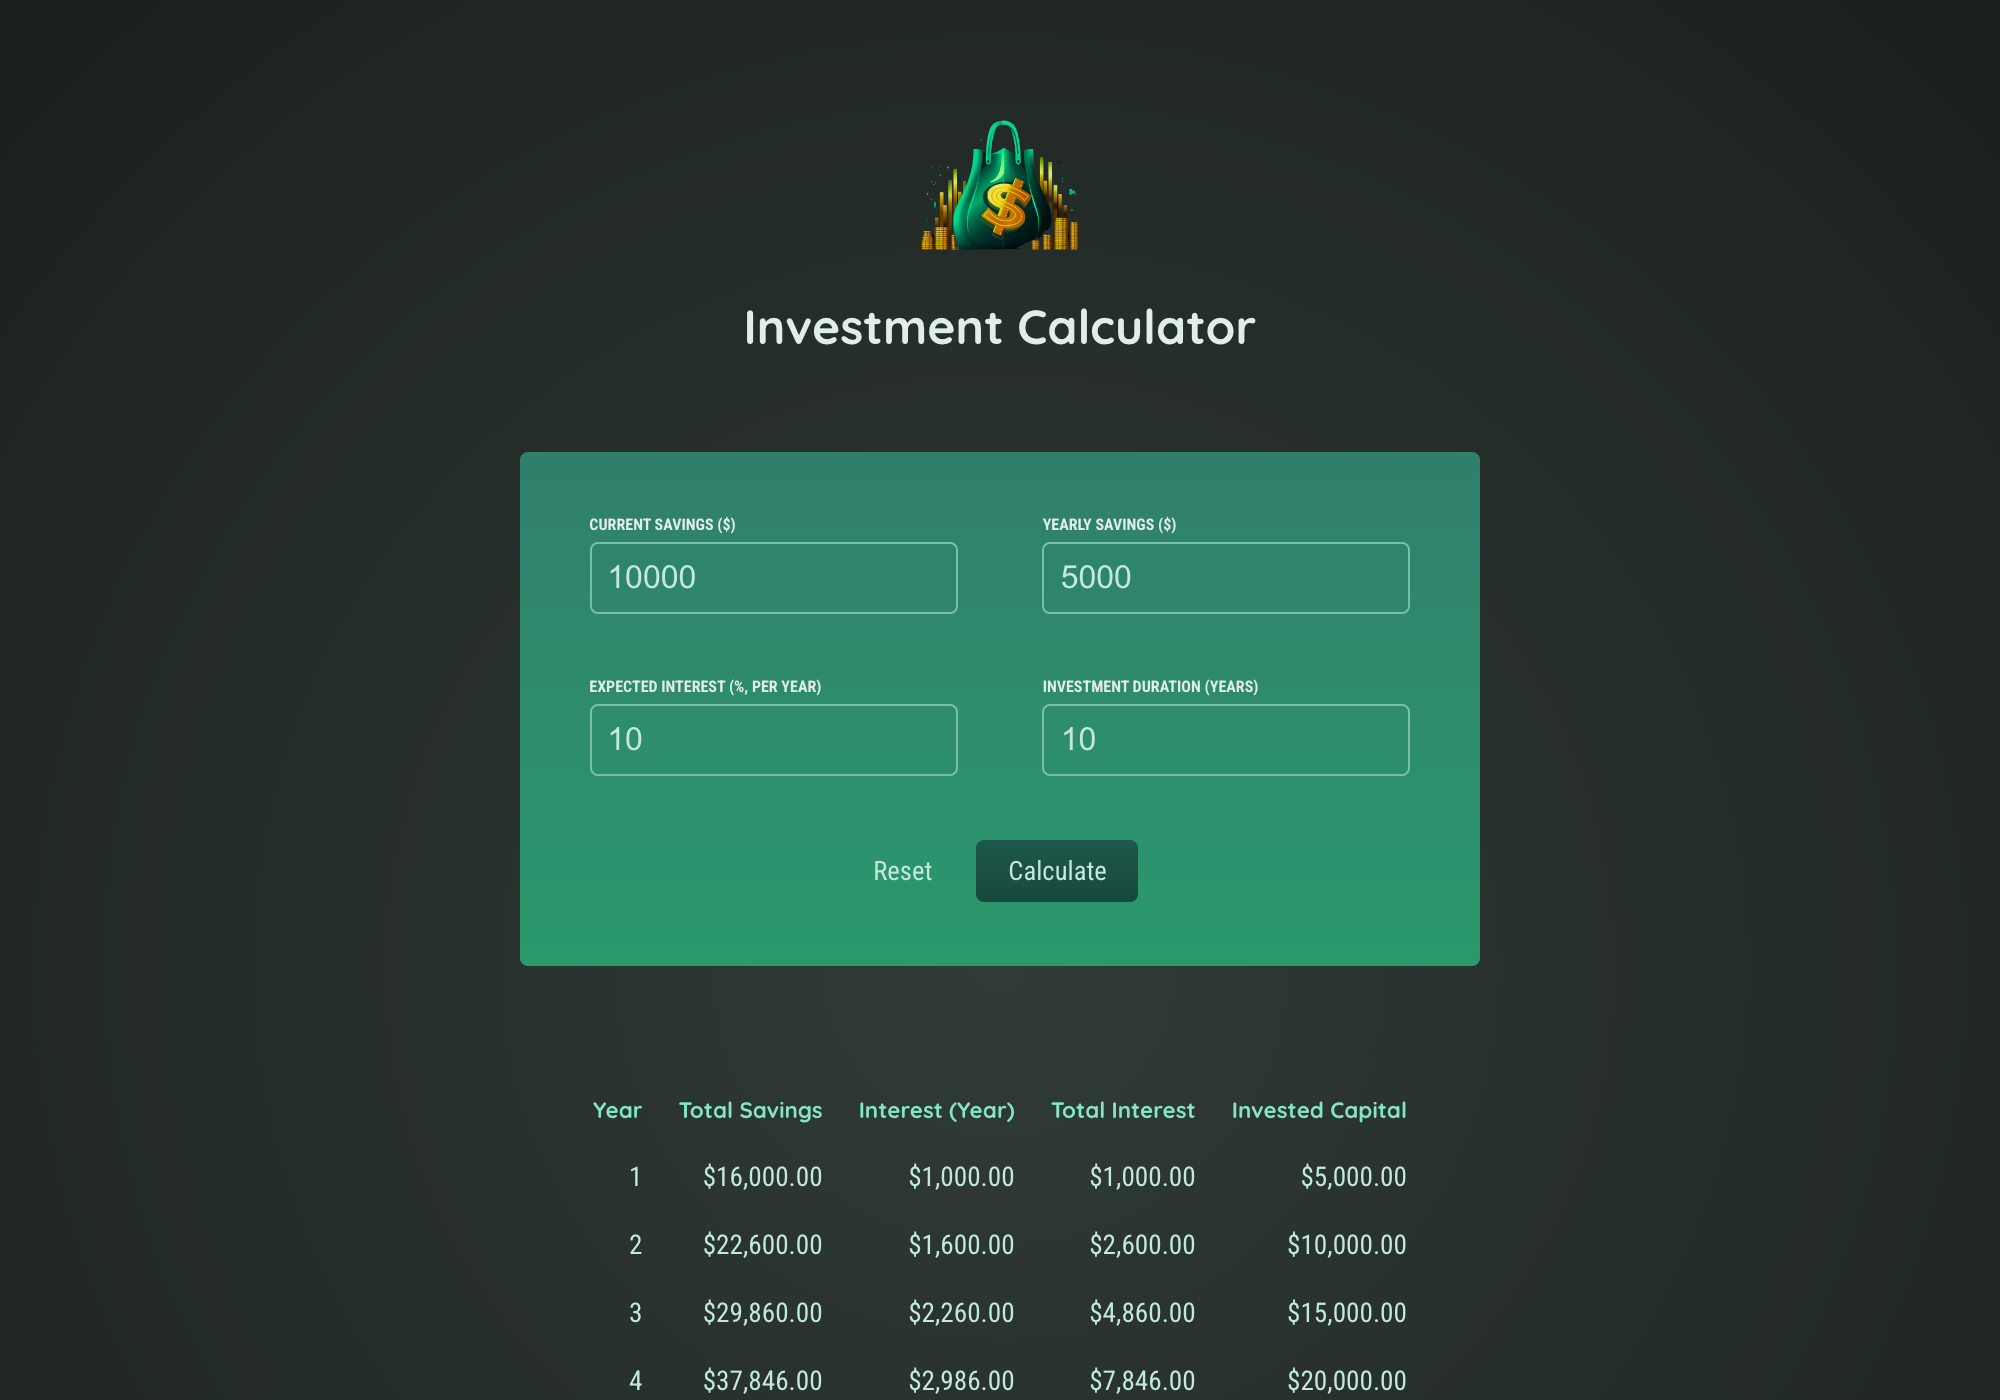 $
Investment Calculator
CURRENT SAVINGS ($) YEARLY SAVINGS ($)
10000 5000
EXPECTED INTEREST (%, PER YEAR) INVESTMENT DURATION (YEARS)
10 10
Reset Calculate
Year Total Savings Interest (Year) Total Interest Invested Capital
1 $16,000.00 $1,000.00 $1,000.00 $5,000.00
2 $22,600.00 $1,600.00 $2,600.00 $10,000.00
3 $29,860.00 $2,260.00 $4,860.00 $15,000.00
4 $37,846.00 $2,986.00 $7,846.00 $20,000.00